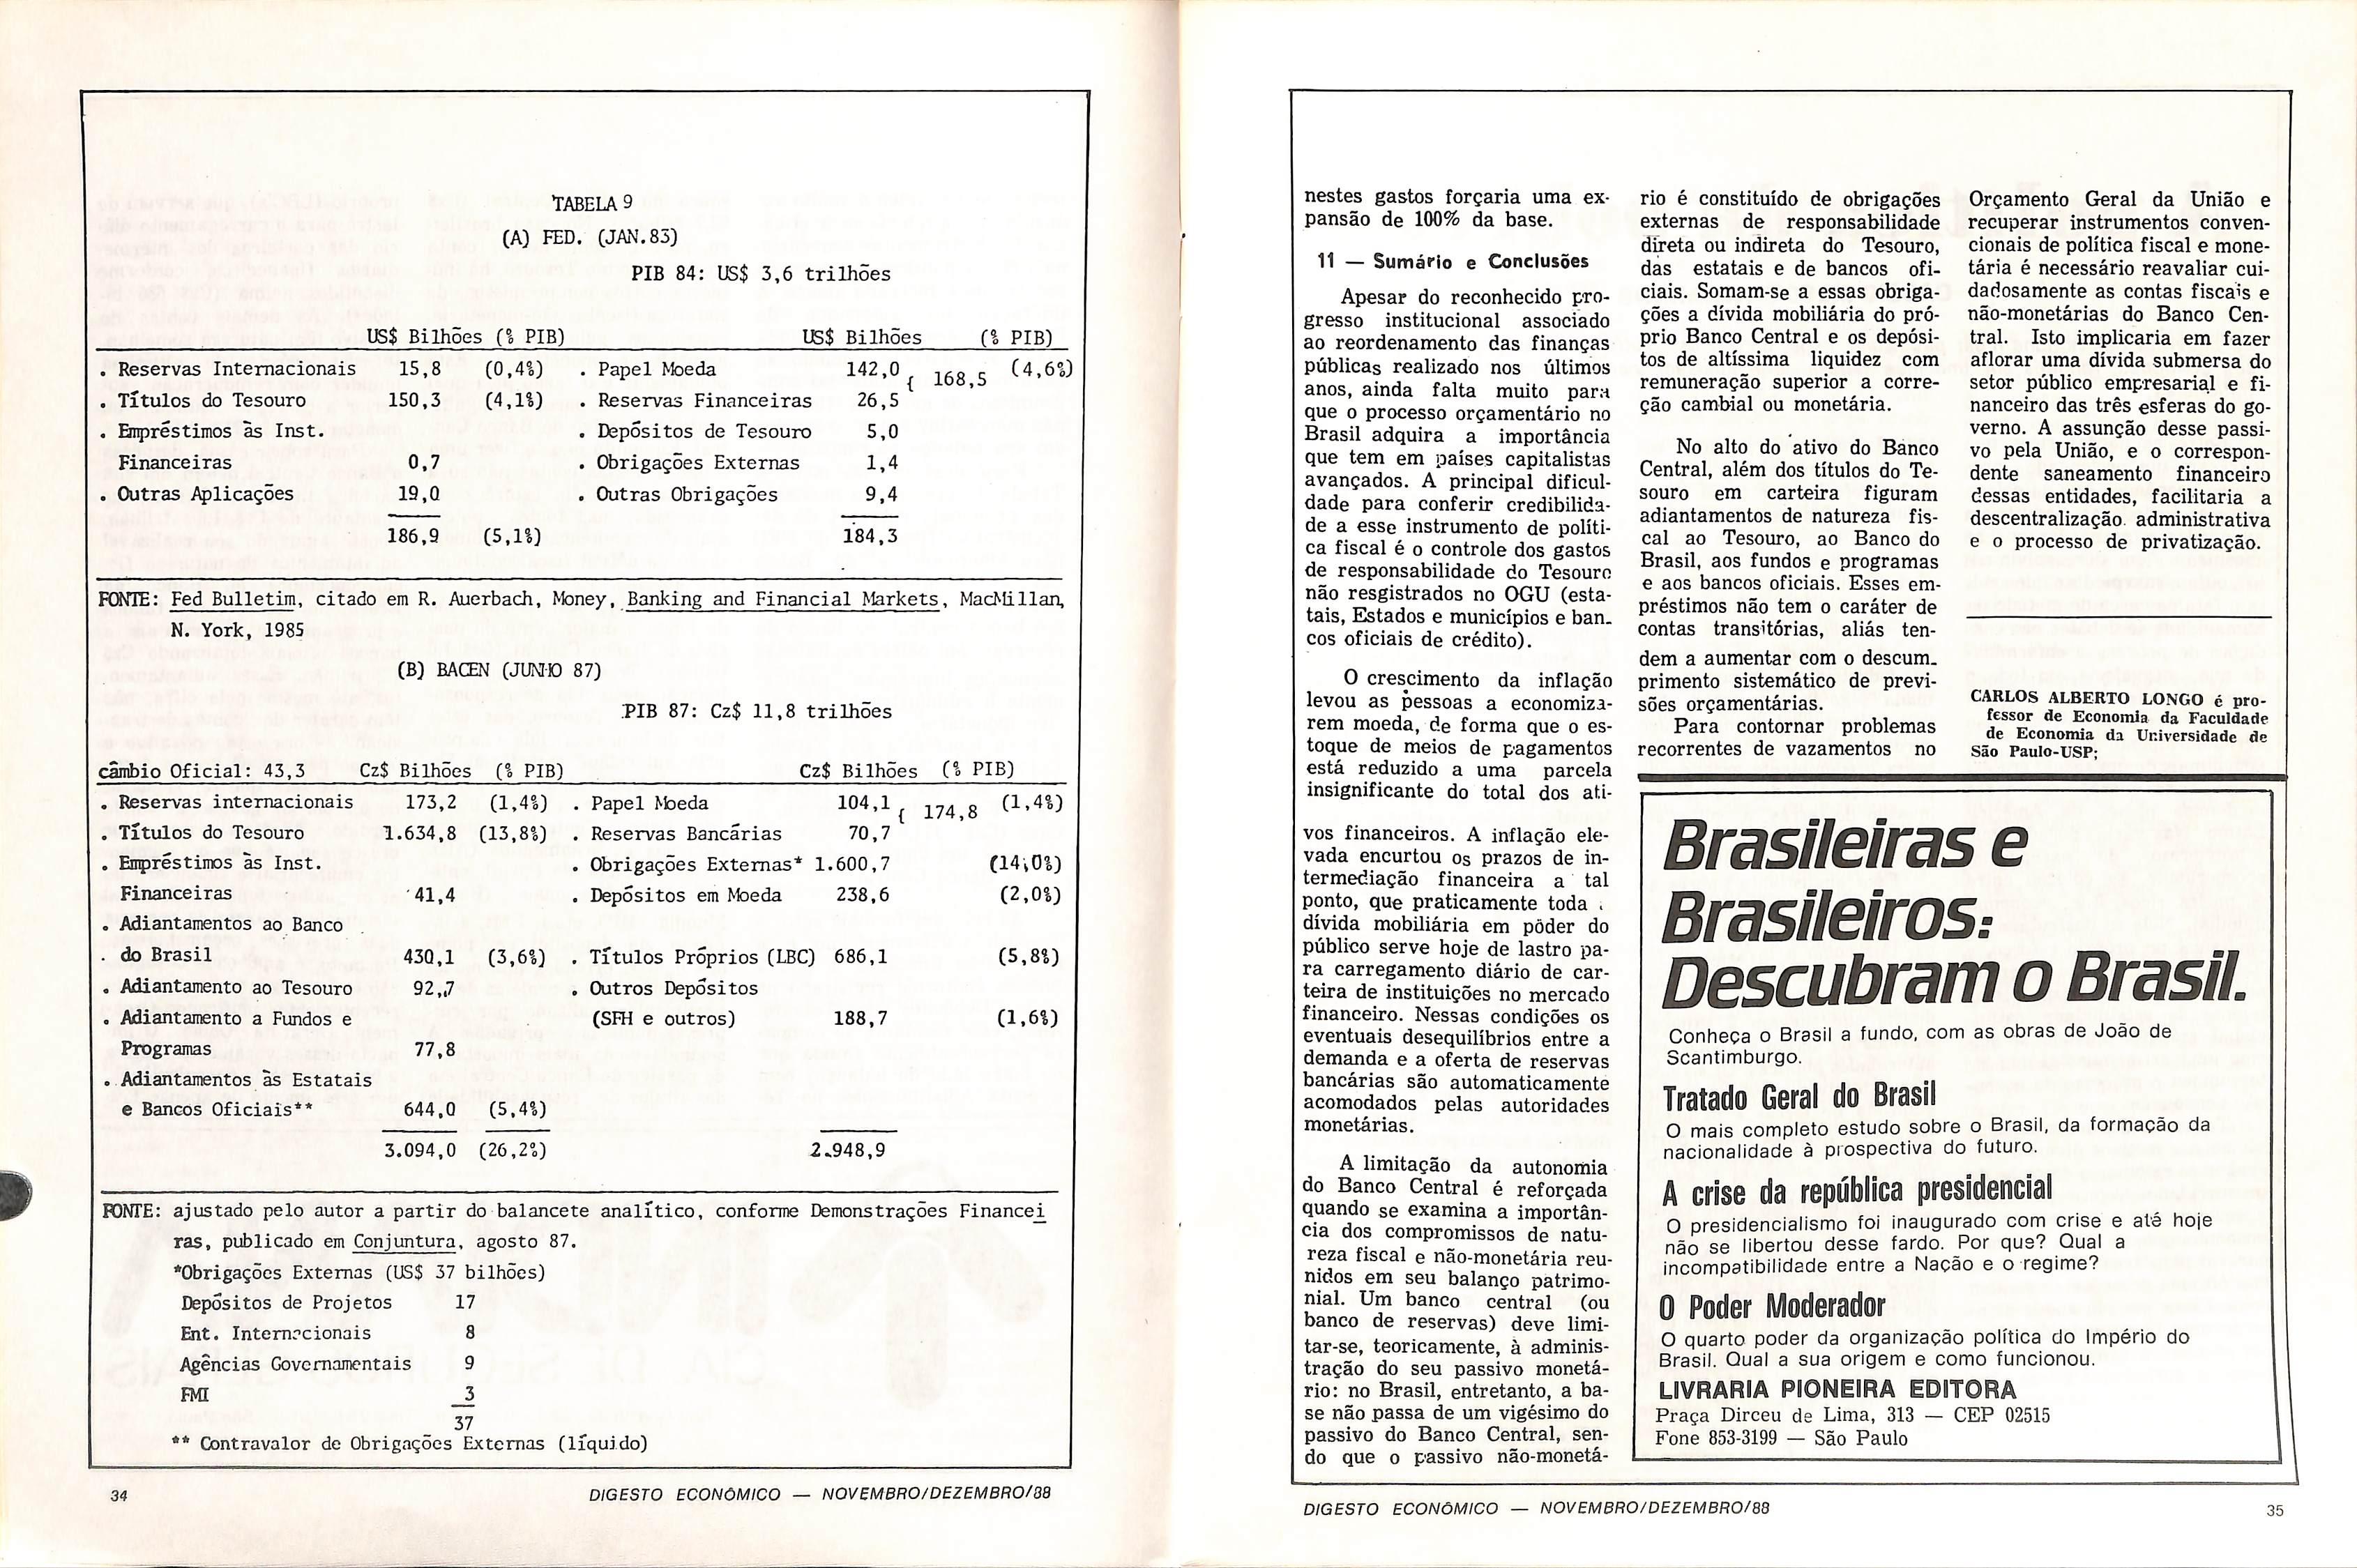 TABELA 9
(A) FED. (JAN.83)
PIB 84: US$ 3,6 trilhões
US$ Bilhões (% PIB) US$ Bilhões (% PIB)
. Reservas Internacionais 15,8 (0,4%) . Papel Moeda 142,0 { 168,5 (4,6%)
. Títulos do Tesouro 150,3 (4,1%) . Reservas Financeiras 26,5
. Empréstimos às Inst. . Depósitos de Tesouro 5,0
Financeiras 0,7 . Obrigações Externas 1,4
. Outras Aplicações 19,0 . Outras Obrigações 9,4
186,9 (5,1%) 184,3
FONTE: Fed Bulletim, citado em R. Auerbach, Money, Banking and Financial Markets, MacMillan,
N. York, 1985
(B) BACEN (JUNHO 87)
PIB 87: Cz$ 11,8 trilhões
câmbio Oficial: 43,3 Cz$ Bilhões (% PIB) Cz$ Bilhões (% PIB)
. Reservas internacionais 173,2 (1,4%) . Papel Moeda 104,1 { 174,8 (1,4%)
. Títulos do Tesouro 1.634,8 (13,8%) . Reservas Bancárias 70,7
. Empréstimos às Inst. . Obrigações Externas* 1.600,7 (14,0%)
Financeiras 41,4 . Depósitos em Moeda 238,6 (2,0%)
. Adiantamentos ao Banco
. do Brasil 430,1 (3,6%) . Títulos Próprios (LBC) 686,1 (5,8%)
. Adiantamento ao Tesouro 92,7 . Outros Depósitos
. Adiantamento a Fundos e (SFH e outros) 188,7 (1,6%)
Programas 77,8
. Adiantamentos às Estatais
e Bancos Oficiais** 644,0 (5,4%)
3.094,0 (26,2%) 2.948,9
FONTE: ajustado pelo autor a partir do balancete analítico, conforme Demonstrações Financei
ras, publicado em Conjuntura, agosto 87.
*Obrigações Externas (US$ 37 bilhões)
Depósitos de Projetos 17
Ent. Internacionais 8
Agências Governamentais 9
FMI 3
37
** Contravalor de Obrigações Externas (líquido)
34 DIGESTO ECONÔMICO — NOVEMBRO/DEZEMBRO/88
nestes gastos forçaria uma ex-
pansão de 100% da base.
11 — Sumário e Conclusões
Apesar do reconhecido pro-
gresso institucional associado
ao reordenamento das finanças
públicas realizado nos últimos
anos, ainda falta muito para
que o processo orçamentário no
Brasil adquira a importância
que tem em países capitalistas
avançados. A principal dificul-
dade para conferir credibilida-
de a esse instrumento de políti-
ca fiscal é o controle dos gastos
de responsabilidade do Tesouro
não resgistrados no OGU (esta-
tais, Estados e municípios e ban-
cos oficiais de crédito).
O crescimento da inflação
levou as pessoas a economiza-
rem moeda, de forma que o es-
toque de meios de pagamentos
está reduzido a uma parcela
insignificante do total dos ati-
vos financeiros. A inflação ele-
vada encurtou os prazos de in-
termediação financeira a tal
ponto, que praticamente toda
dívida mobiliária em pôder do
público serve hoje de lastro pa-
ra carregamento diário de car-
teira de instituições no mercado
financeiro. Nessas condições os
eventuais desequilíbrios entre a
demanda e a oferta de reservas
bancárias são automaticamente
acomodados pelas autoridades
monetárias.
A limitação da autonomia
do Banco Central é reforçada
quando se examina a importân-
cia dos compromissos de natu-
reza fiscal e não-monetária reu-
nidos em seu balanço patrimo-
nial. Um banco central (ou
banco de reservas) deve limi-
tar-se, teoricamente, à adminis-
tração do seu passivo monetá-
rio: no Brasil, entretanto, a ba-
se não passa de um vigésimo do
passivo do Banco Central, sen-
do que o passivo não-monetá-
rio é constituído de obrigações
externas de responsabilidade
direta ou indireta do Tesouro,
das estatais e de bancos ofi-
ciais. Somam-se a essas obriga-
ções a dívida mobiliária do pró-
prio Banco Central e os depósi-
tos de altíssima liquidez com
remuneração superior a corre-
ção cambial ou monetária.
No alto do ativo do Banco
Central, além dos títulos do Te-
souro em carteira figuram
adiantamentos de natureza fis-
cal ao Tesouro, ao Banco do
Brasil, aos fundos e programas
e aos bancos oficiais. Esses em-
préstimos não tem o caráter de
contas transitórias, aliás ten-
dem a aumentar com o descum-
primento sistemático de previ-
sões orçamentárias.
Para contornar problemas
recorrentes de vazamentos no
Orçamento Geral da União e
recuperar instrumentos conven-
cionais de política fiscal e mone-
tária é necessário reavaliar cui-
dadosamente as contas fiscais e
não-monetárias do Banco Cen-
tral. Isto implicaria em fazer
aflorar uma dívida submersa do
setor público empresarial e fi-
nanceiro das três esferas do go-
verno. A assunção desse passi-
vo pela União, e o correspon-
dente saneamento financeiro
dessas entidades, facilitaria a
descentralização. administrativa
e o processo de privatização.
CARLOS ALBERTO LONGO é pro-
fessor de Economia da Faculdade
de Economia da Universidade de
São Paulo-USP;
Brasileiras e
Brasileiros:
Descubram o Brasil.
Conheça o Brasil a fundo, com as obras de João de
Scantimburgo.
Tratado Geral do Brasil
O mais completo estudo sobre o Brasil, da formação da
nacionalidade à prospectiva do futuro.
A crise da república presidencial
O presidencialismo foi inaugurado com crise e até hoje
não se libertou desse fardo. Por que? Qual a
incompatibilidade entre a Nação e o regime?
O Poder Moderador
O quarto poder da organização política do Império do
Brasil. Qual a sua origem e como funcionou.
LIVRARIA PIONEIRA EDITORA
Praça Dirceu de Lima, 313 — CEP 02515
Fone 853-3199 — São Paulo
DIGESTO ECONÔMICO — NOVEMBRO/DEZEMBRO/88 35